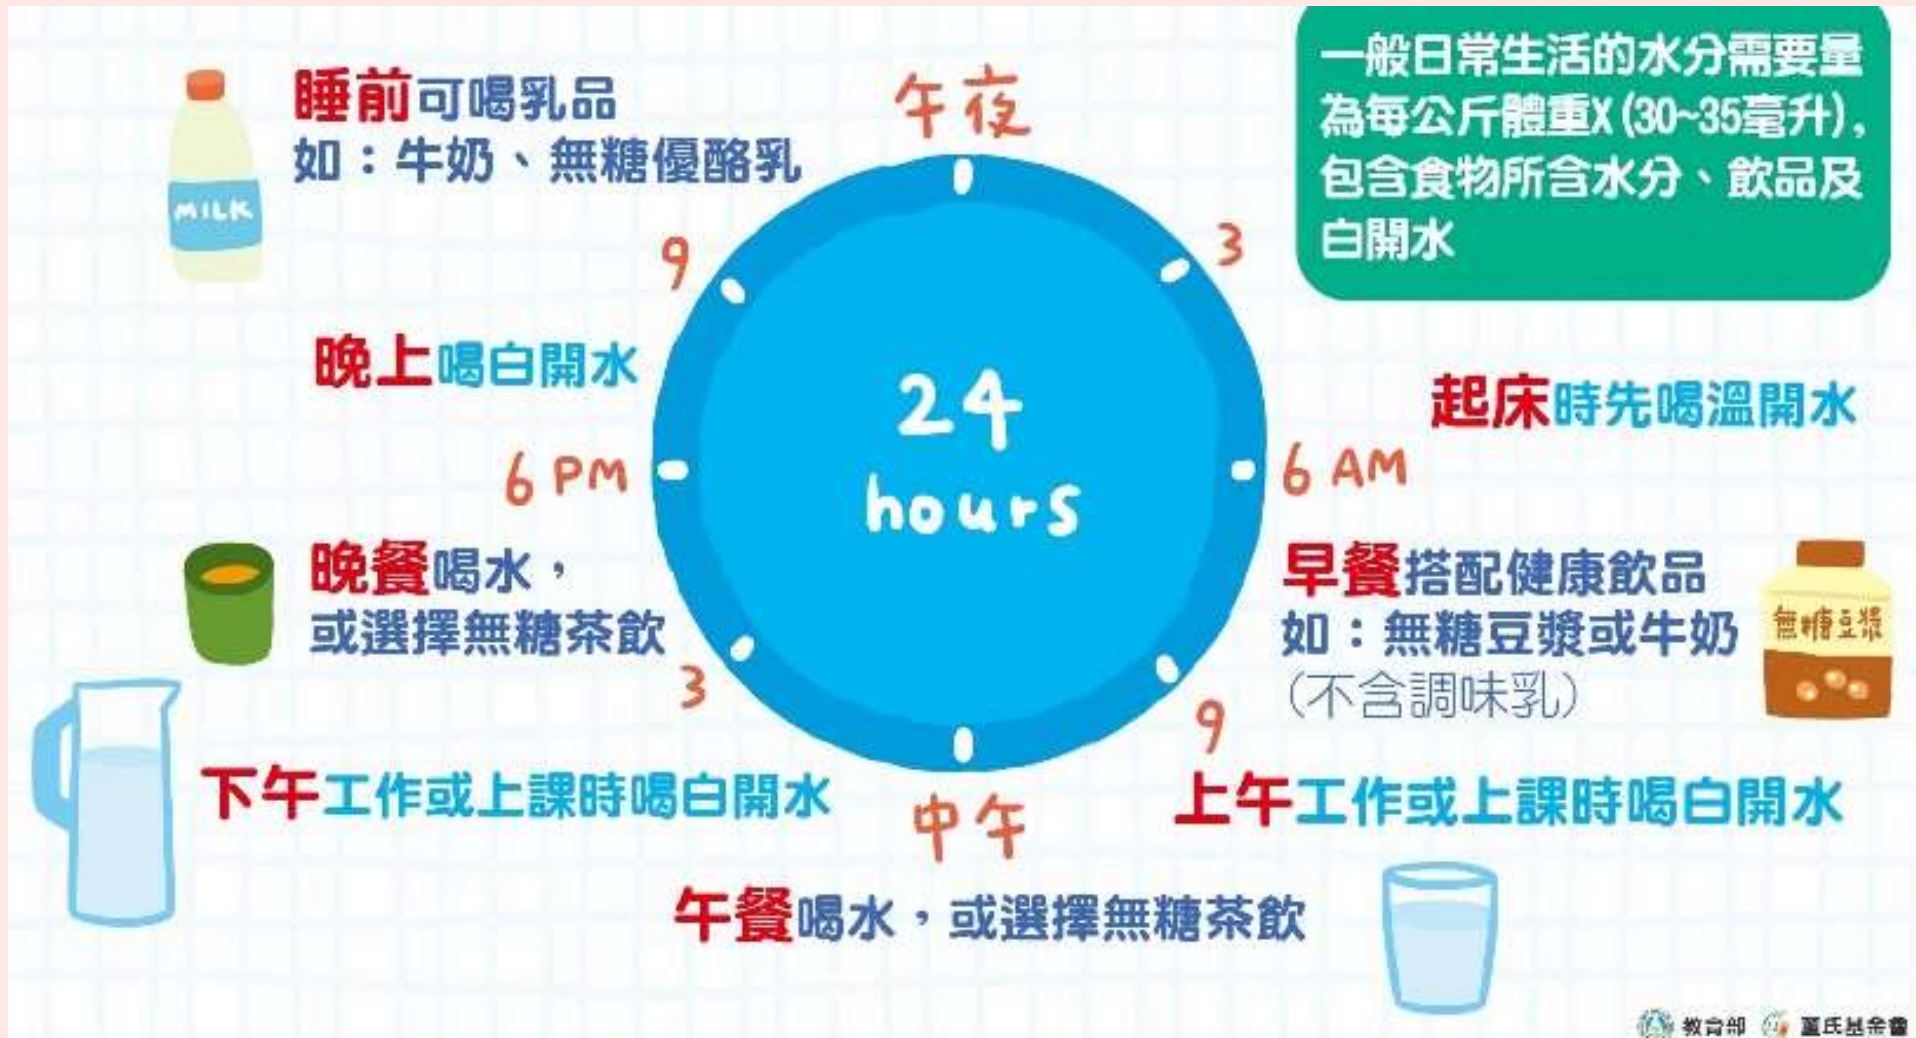 一般日常生活的水分需要量
為每公斤體重X(30~35毫升),
包含食物所含水分、飲品及
白開水
睡前可喝乳品
如：牛奶、無糖優酪乳
MILK
午夜
3
6 AM
9
中午
3
6 PM
9
24
hours
起床時先喝溫開水
早餐搭配健康飲品
如：無糖豆漿或牛奶
(不含調味乳)
無糖豆漿
上午工作或上課時喝白開水
午餐喝水，或選擇無糖茶飲
下午工作或上課時喝白開水
晚餐喝水，
或選擇無糖茶飲
晚上喝白開水
教育部 董氏基金會